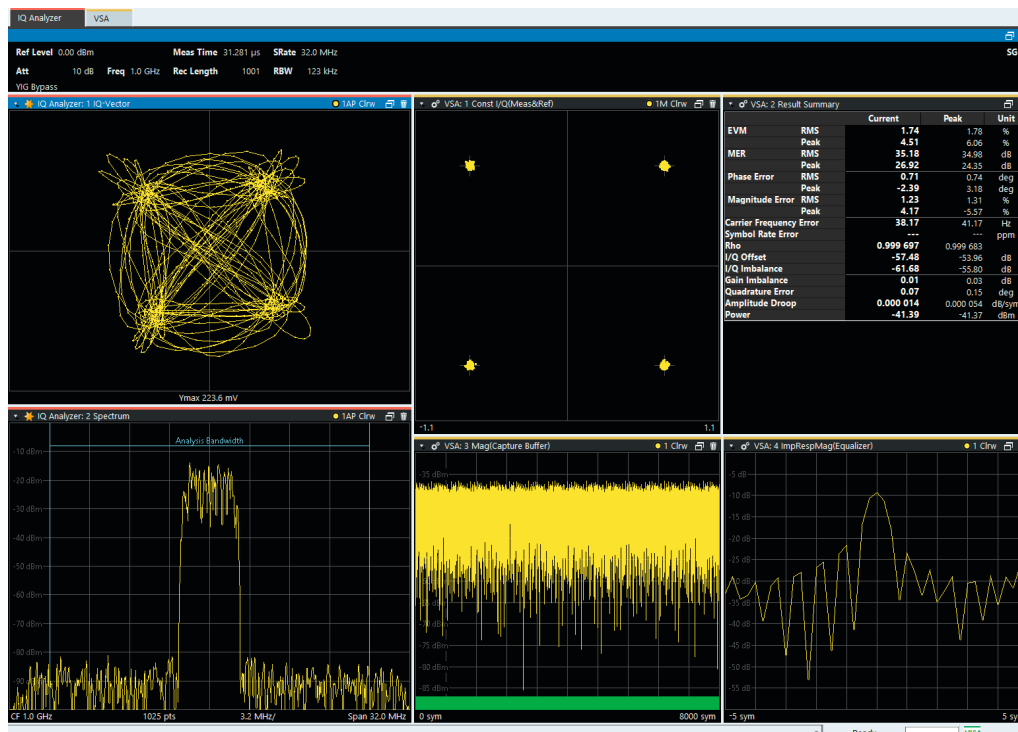 IQ Analyzer VSA
Ref Level 0.00 dBm Meas Time 31.281 µs SRate 32.0 MHz SG
Att 10 dB Freq 1.0 GHz Rec Length 1001 RBW 123 kHz
YIG Bypass
IQ Analyzer: 1 IQ-Vector 1AP Clrw
Ymax 223.6 mV
VSA: 1 Const I/Q(Meas&Ref) 1M Clrw
-1.1 1.1
VSA: 2 Result Summary
Current Peak Unit
EVM RMS 1.74 1.78 %
Peak 4.51 6.06 %
MER RMS 35.18 34.98 dB
Peak 26.92 24.35 dB
Phase Error RMS 0.71 0.74 deg
Peak -2.39 3.18 deg
Magnitude Error RMS 1.23 1.31 %
Peak 4.17 -5.57 %
Carrier Frequency Error 38.17 41.17 Hz
Symbol Rate Error --- --- ppm
Rho 0.999 697 0.999 683
I/Q Offset -57.48 -53.96 dB
I/Q Imbalance -61.68 -55.80 dB
Gain Imbalance 0.01 0.03 dB
Quadrature Error 0.07 0.15 deg
Amplitude Droop 0.000 014 0.000 054 dB/sym
Power -41.39 -41.37 dBm
IQ Analyzer: 2 Spectrum 1AP Clrw
Analysis Bandwidth
-10 dBm
-20 dBm
-30 dBm
-40 dBm
-50 dBm
-60 dBm
-70 dBm
-80 dBm
-90
CF 1.0 GHz 1025 pts 3.2 MHz/ Span 32.0 MHz
VSA: 3 Mag(Capture Buffer) 1 Clrw
-35 dBm
-75 dBm
-80 dBm
-85 dBm
0 sym 8000 sym
VSA: 4 ImpRespMag(Equalizer) 1 Clrw
-5 dB
-10 dB
-15 dB
-20 dB
-25 dB
-35 dB
-45 dB
-50 dB
-55 dB
-5 sym 5 sy